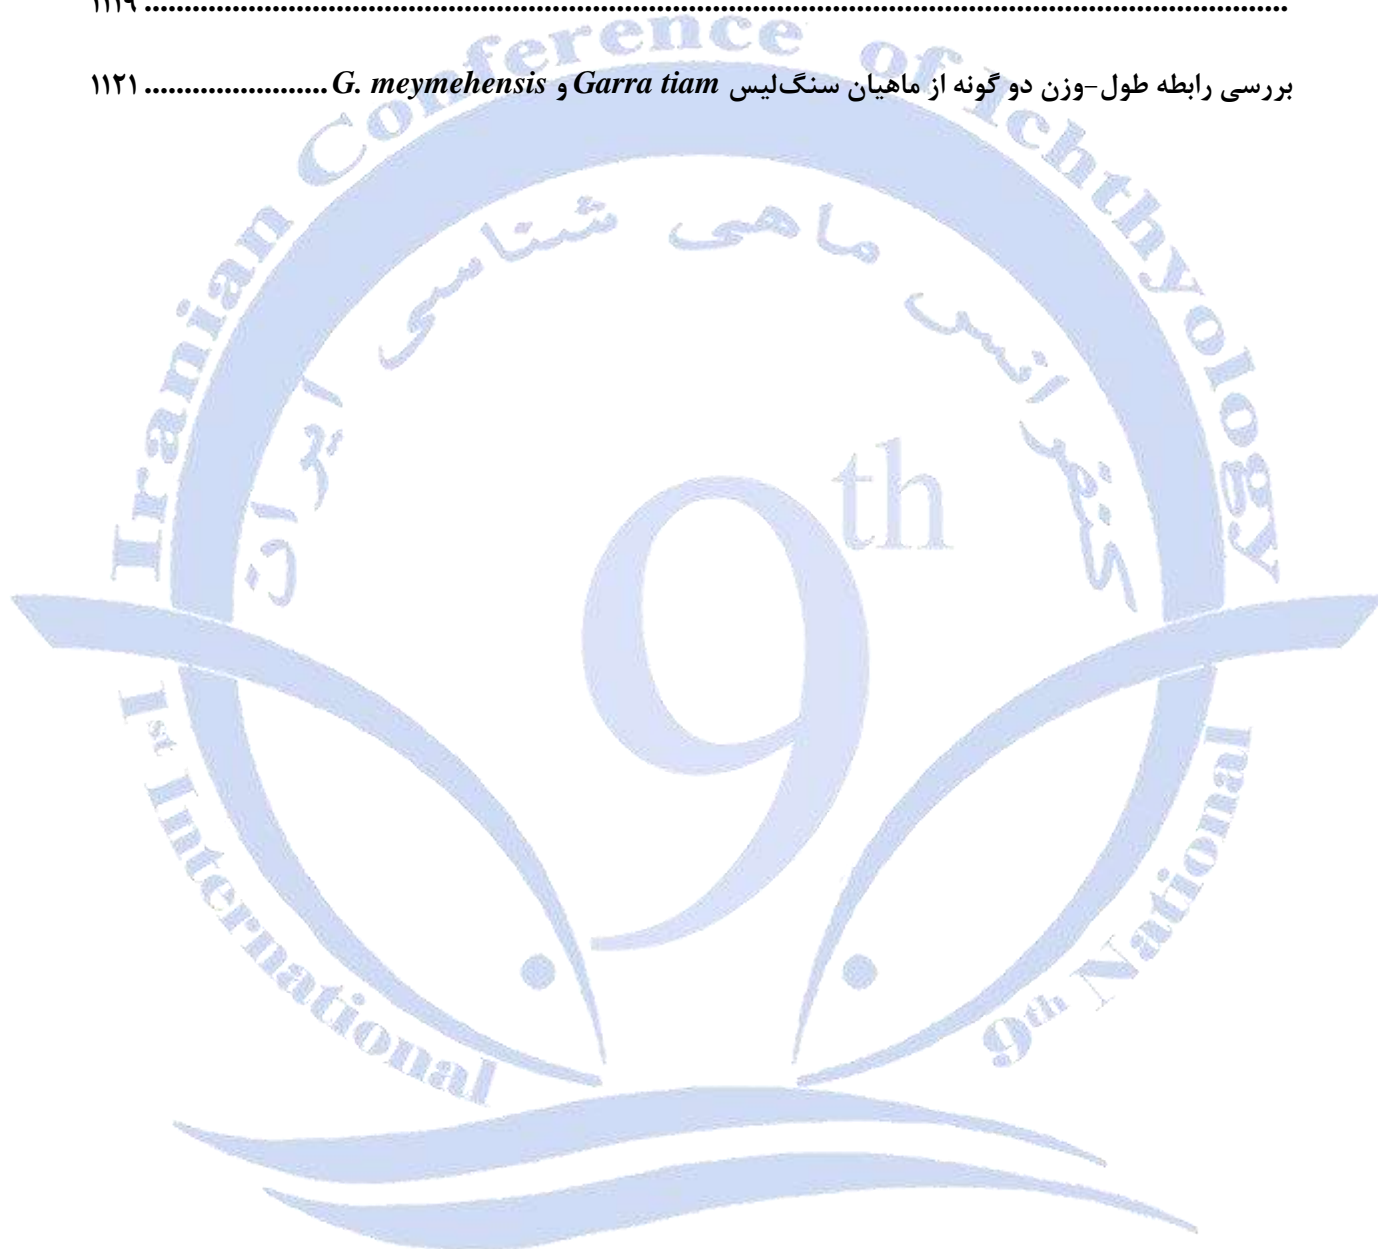 ۱۱۱۹ ................................................................................................................................................
بررسی رابطه طول-وزن دو گونه از ماهیان سنگ‌لیس Garra tiam و G. meymehensis ....................... ۱۱۲۱
Iranian Conference of Ichthyology
کنفرانس ماهی شناسی ایران
9th
1st International
9th National